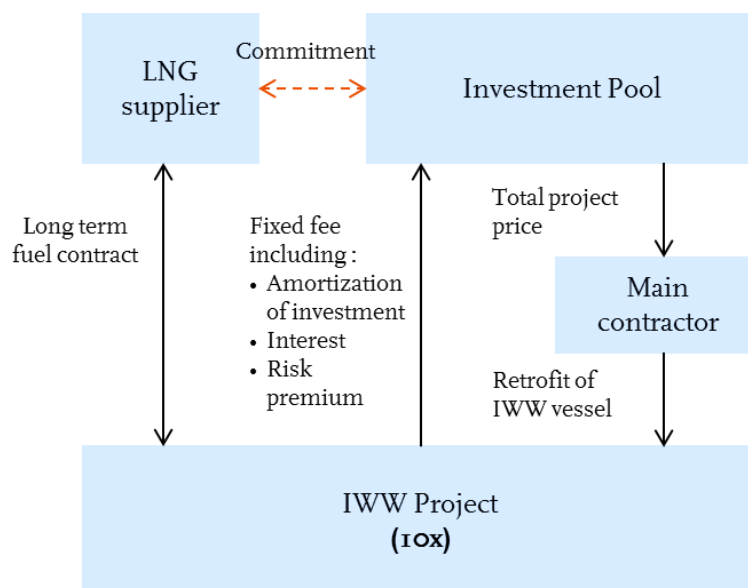 Commitment
LNG
supplier
Investment Pool
Long term
fuel contract
Fixed fee
including :
• Amortization
of investment
• Interest
• Risk
premium
Total project
price
Main
contractor
Retrofit of
IWW vessel
IWW Project
(10x)